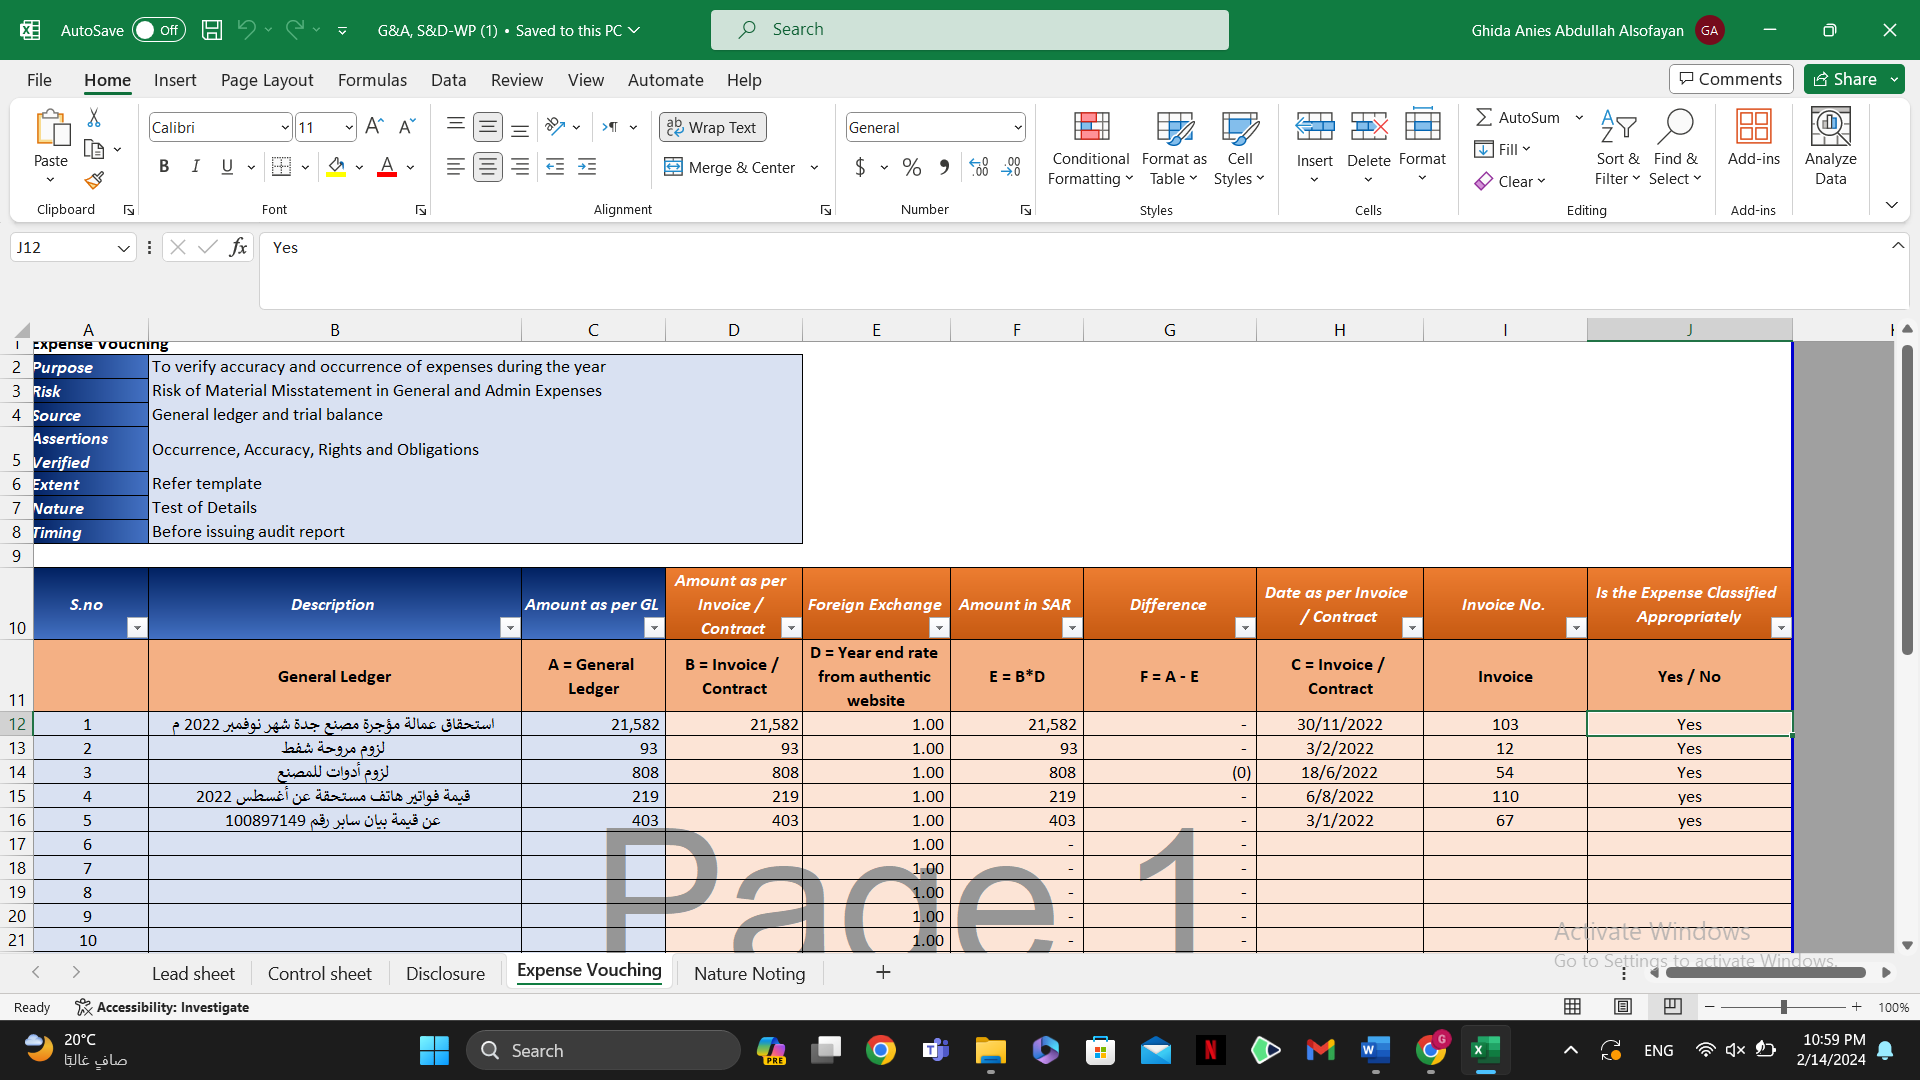 AutoSave Off G&A, S&D-WP (1) • Saved to this PC Search Ghida Anies Abdullah Alsofayan GA
File Home Insert Page Layout Formulas Data Review View Automate Help Comments Share
Paste
Clipboard
Calibri 11
B I U
Font
Wrap Text
Merge & Center
Alignment
General
$ % 
Number
Conditional Formatting
Format as Table
Cell Styles
Styles
Insert Delete Format
Cells
AutoSum
Fill
Clear
Sort & Filter
Find & Select
Editing
Add-ins
Add-ins
Analyze Data
J12 fx Yes
A B C D E F G H I J
1 Expense Vouching
2 Purpose To verify accuracy and occurrence of expenses during the year
3 Risk Risk of Material Misstatement in General and Admin Expenses
4 Source General ledger and trial balance
5 Assertions Verified Occurrence, Accuracy, Rights and Obligations
6 Extent Refer template
7 Nature Test of Details
8 Timing Before issuing audit report
9
10 S.no Description Amount as per GL Amount as per Invoice / Contract Foreign Exchange Amount in SAR Difference Date as per Invoice / Contract Invoice No. Is the Expense Classified Appropriately
11 General Ledger A = General Ledger B = Invoice / Contract D = Year end rate from authentic website E = B*D F = A - E C = Invoice / Contract Invoice Yes / No
12 1 استحقاق عمالة مؤجرة مصنع جدة شهر نوفمبر 2022 م 21,582 21,582 1.00 21,582 - 30/11/2022 103 Yes
13 2 لزوم مروحة شفط 93 93 1.00 93 - 3/2/2022 12 Yes
14 3 لزوم أدوات للمصنع 808 808 1.00 808 (0) 18/6/2022 54 Yes
15 4 قيمة فواتير هاتف مستحقة عن أغسطس 2022 219 219 1.00 219 - 6/8/2022 110 yes
16 5 عن قيمة بيان سابر رقم 100897149 403 403 1.00 403 - 3/1/2022 67 yes
17 6 1.00 - -
18 7 1.00 - -
19 8 1.00 - -
20 9 1.00 - -
21 10 1.00 - -
Page 1
Activate Windows
Go to Settings to activate Windows.
Lead sheet Control sheet Disclosure Expense Vouching Nature Noting
Ready Accessibility: Investigate 100%
20°C
صافٍ غالبًا
Search
PRE
ENG
10:59 PM
2/14/2024